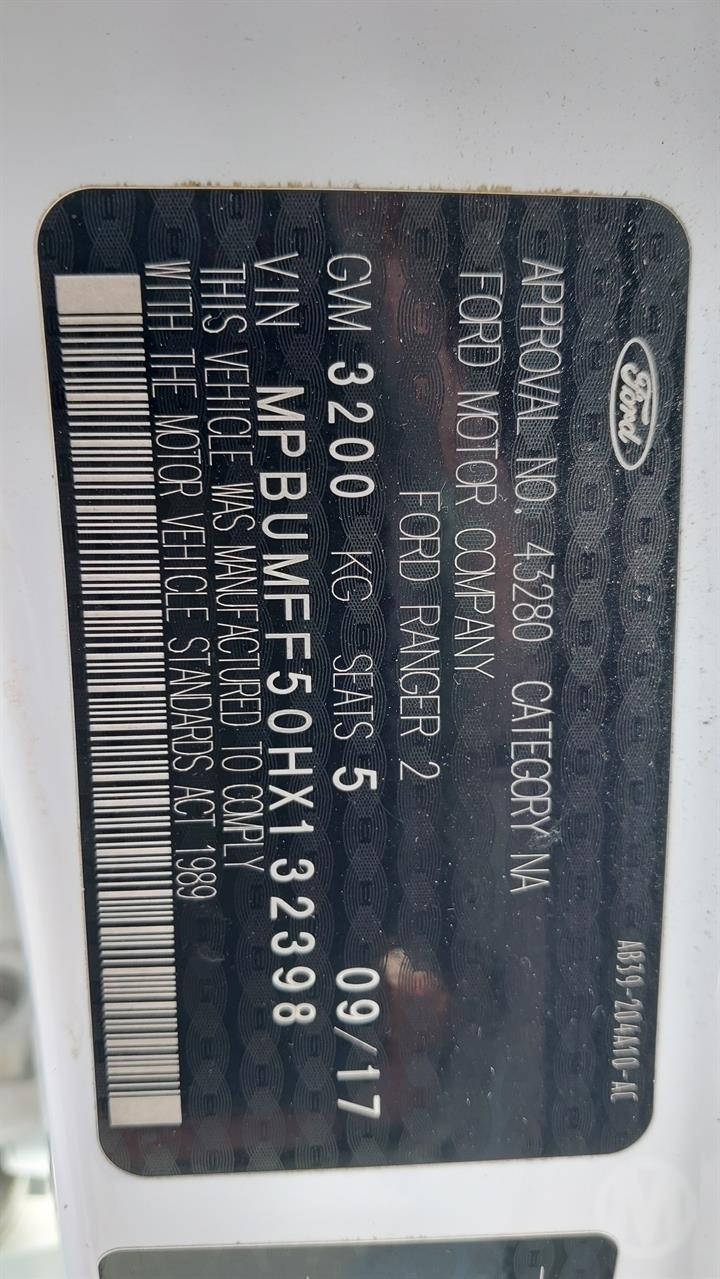 Ford
AB39-204A10-AC
APPROVAL NO. 43280 CATEGORY NA
FORD MOTOR COMPANY
FORD RANGER 2
GVM 3200 KG SEATS 5 09/17
VIN MPBUMFF50HX132398
THIS VEHICLE WAS MANUFACTURED TO COMPLY
WITH THE MOTOR VEHICLE STANDARDS ACT 1989
M